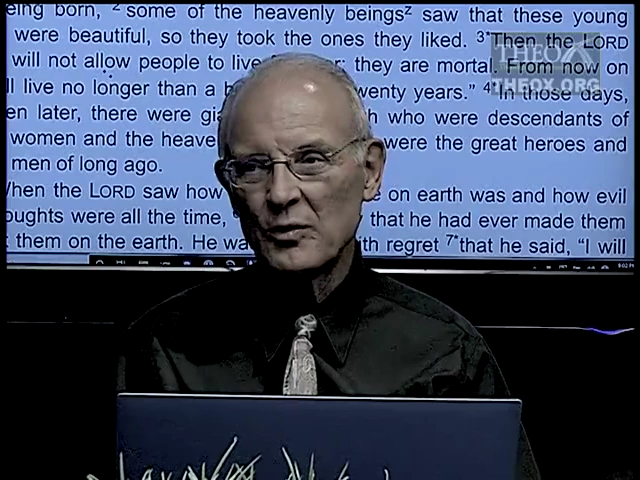 eing born, ² some of the heavenly beingsᶻ saw that these young
were beautiful, so they took the ones they liked. ³*Then the LORD
will not allow people to live r; they are mortal. From now on
ll live no longer than a h wenty years." ⁴*In those days,
en later, there were gia h who were descendants of
women and the heave were the great heroes and
men of long ago.
When the LORD saw how e on earth was and how evil
oughts were all the time, that he had ever made them
t them on the earth. He wa ith regret ⁷*that he said, "I will
THEOX
THEOX.ORG
9:02 P